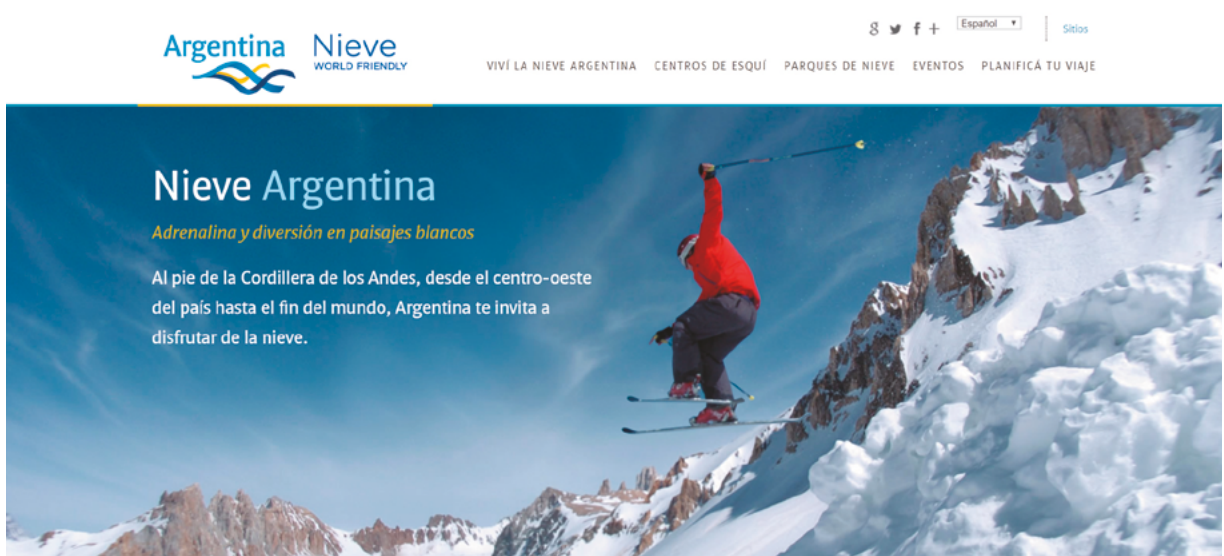 Argentina
Nieve
WORLD FRIENDLY
Español
Sitios
VIVÍ LA NIEVE ARGENTINA
CENTROS DE ESQUÍ
PARQUES DE NIEVE
EVENTOS
PLANIFICÁ TU VIAJE
Nieve Argentina
Adrenalina y diversión en paisajes blancos
Al pie de la Cordillera de los Andes, desde el centro-oeste
del país hasta el fin del mundo, Argentina te invita a
disfrutar de la nieve.